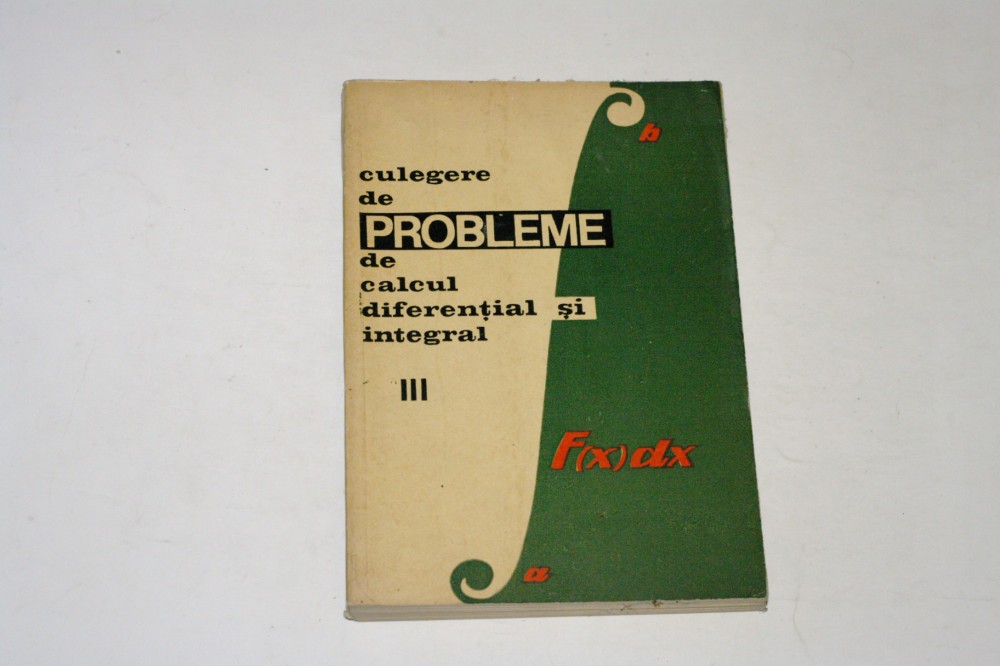 culegere
de
PROBLEME
de
calcul
diferențial și
integral
III
b
F(x)dx
a